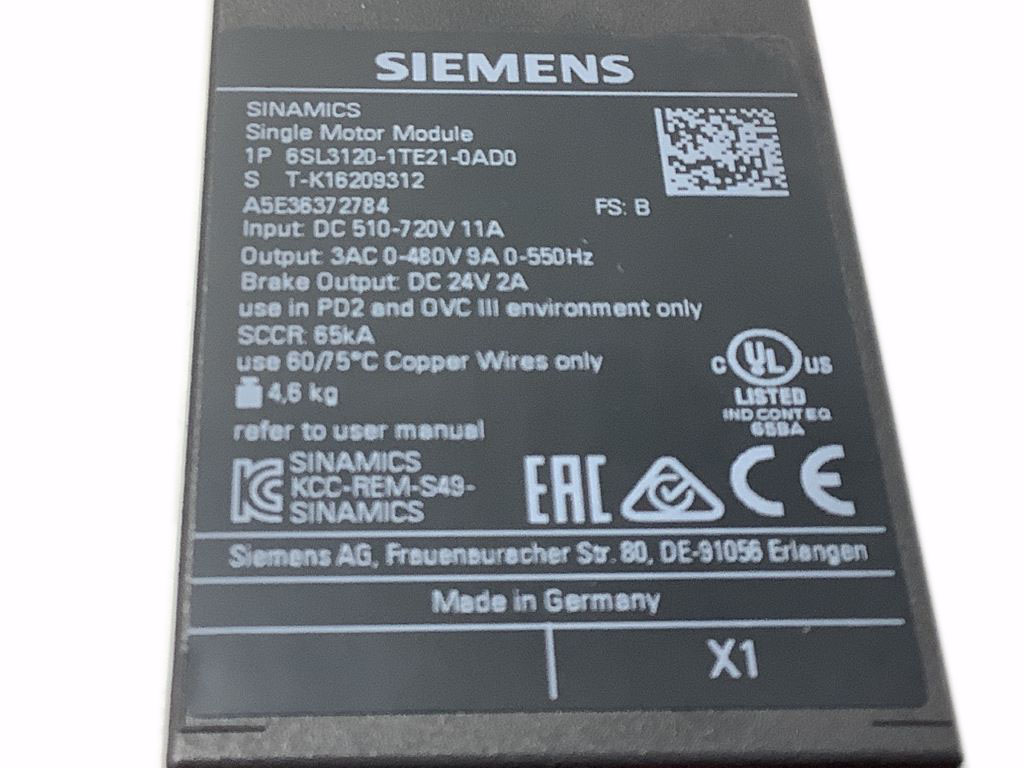 SIEMENS
SINAMICS
Single Motor Module
1P 6SL3120-1TE21-0AD0
S T-K16209312
A5E36372784 FS: B
Input: DC 510-720V 11A
Output: 3AC 0-480V 9A 0-550Hz
Brake Output: DC 24V 2A
use in PD2 and OVC III environment only
SCCR: 65kA
use 60//75°C Copper Wires only
C UL US
LISTED
4,6 kg
IND CONT EQ
65BA
refer to user manual
SINAMICS
KCC-REM-S49-
SINAMICS
EAC CE
Siemens AG, Frauenauracher Str. 80, DE-91056 Erlangen
Made in Germany
X1